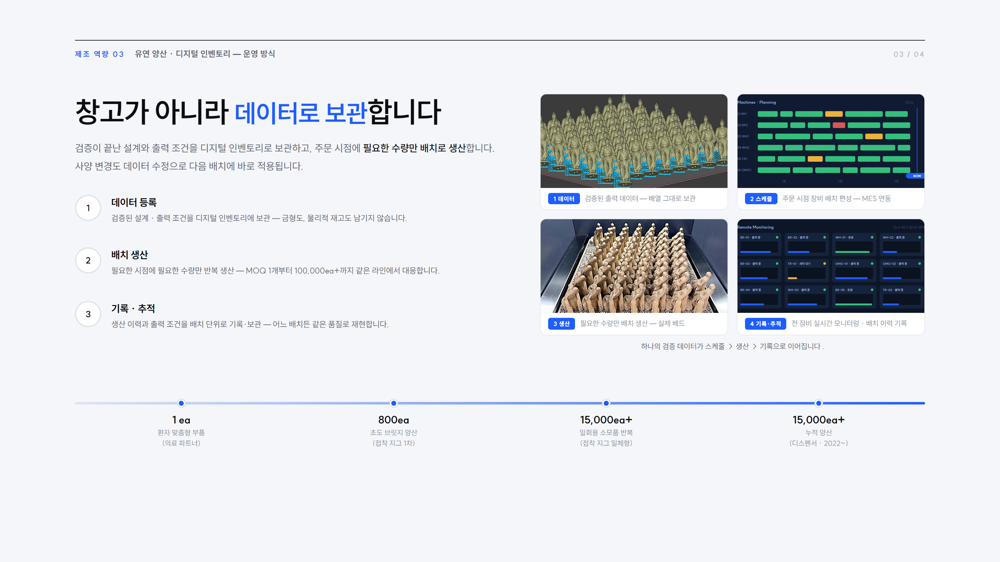 제조 역량 03 유연 양산 · 디지털 인벤토리 — 운영 방식
03 / 04
창고가 아니라 데이터로 보관합니다
검증이 끝난 설계와 출력 조건을 디지털 인벤토리로 보관하고, 주문 시점에 필요한 수량만 배치로 생산합니다.
사양 변경도 데이터 수정으로 다음 배치에 바로 적용됩니다.
1
데이터 등록
검증된 설계 · 출력 조건을 디지털 인벤토리에 보관 — 금형도, 물리적 재고도 남기지 않습니다.
2
배치 생산
필요한 시점에 필요한 수량만 반복 생산 — MOQ 1개부터 100,000ea+까지 같은 라인에서 대응합니다.
3
기록 · 추적
생산 이력과 출력 조건을 배치 단위로 기록·보관 — 어느 배치든 같은 품질로 재현합니다.
1 데이터 검증된 출력 데이터 — 배열 그대로 보관
Machines · Planning 2026
01 BR1
02 BR2
03 WH1
04 WH2
05 TR1
06 OMG1
NOW
1월 2월 3월
2 스케줄 주문 시점 장비 배치 편성 — MES 연동
3 생산 필요한 수량만 배치 생산 — 실제 베드
Remote Monitoring SLA 45기 실시간 관제
BR-01 · 출력 중 BR-02 · 출력 중 WH-01 · 완료 WH-02 · 출력 중
BR-03 · 출력 중 TR-01 · 세척 대기 OMG-01 · 출력 중 OMG-02 · 출력 중
BR-04 · 출력 중 WH-03 · 출력 중 BR-05 · 완료 TR-02 · 출력 중
4 기록·추적 전 장비 실시간 모니터링 · 배치 이력 기록
하나의 검증 데이터가 스케줄 > 생산 > 기록으로 이어집니다 .
1 ea
환자 맞춤형 부품
(의료 파트너)
800ea
초도 브릿지 양산
(접착 지그 1차)
15,000ea+
일회용 소모품 반복
(접착 지그 일체형)
15,000ea+
누적 양산
(디스펜서 · 2022~)